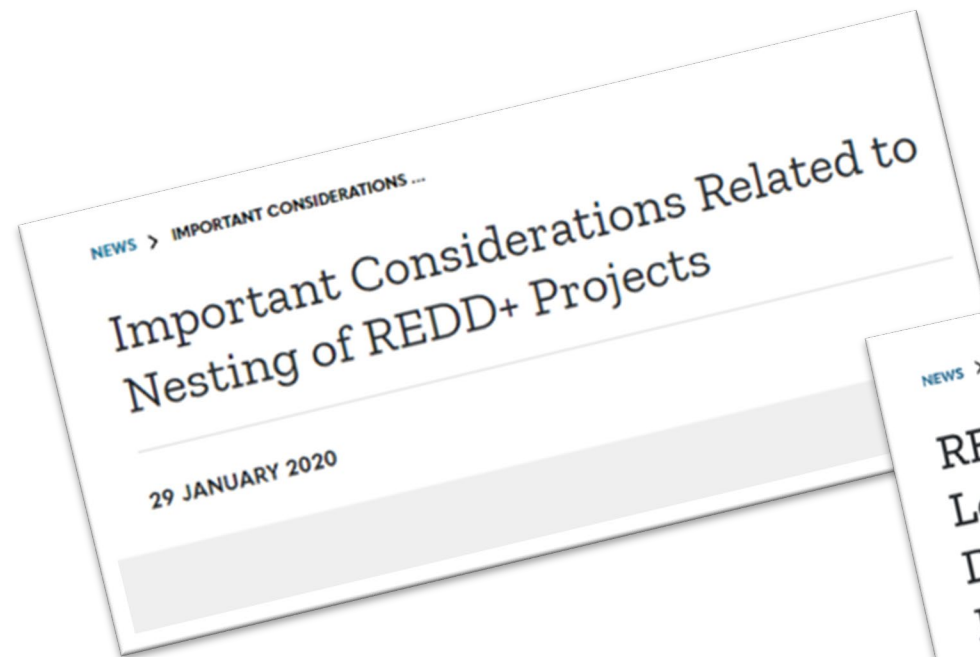 NEWS > IMPORTANT CONSIDERATIONS ...
Important Considerations Related to
Nesting of REDD+ Projects
29 JANUARY 2020
NEWS >